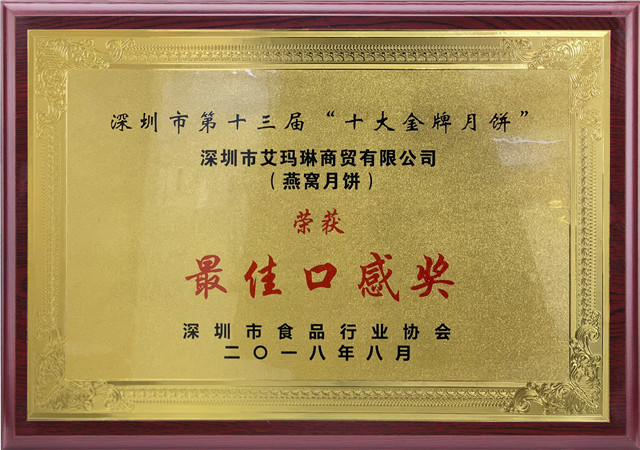 深圳市第十三届“十大金牌月饼”
深圳市艾玛琳商贸有限公司
(燕窝月饼)
荣获
最佳口感奖
深圳市食品行业协会
二〇一八年八月